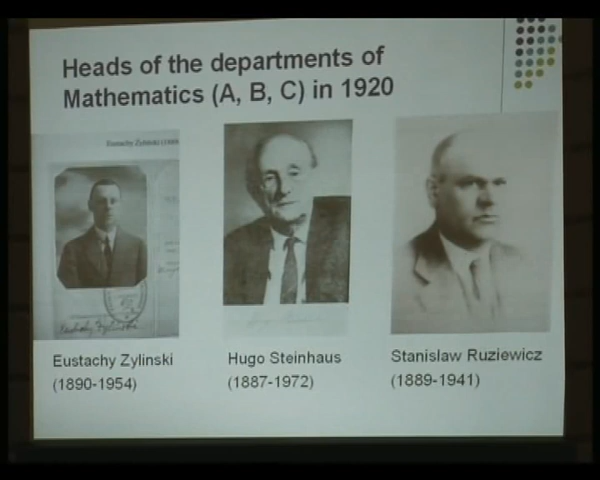 Heads of the departments of
Mathematics (A, B, C) in 1920
Eustachy Zylinski
(1890-1954)
Hugo Steinhaus
(1887-1972)
Stanislaw Ruziewicz
(1889-1941)